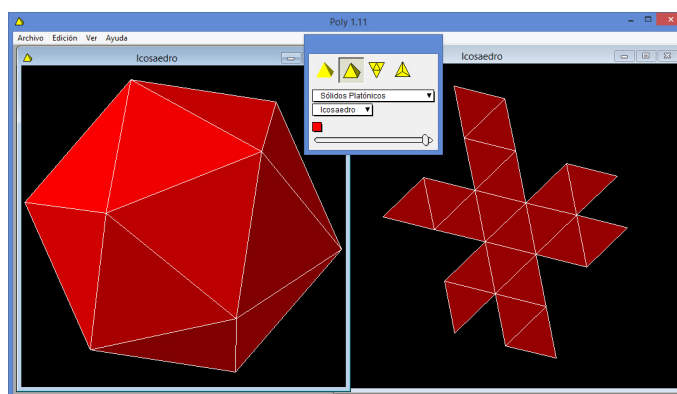 Poly 1.11
Archivo Edición Ver Ayuda
Icosaedro
Icosaedro
Sólidos Platónicos
Icosaedro